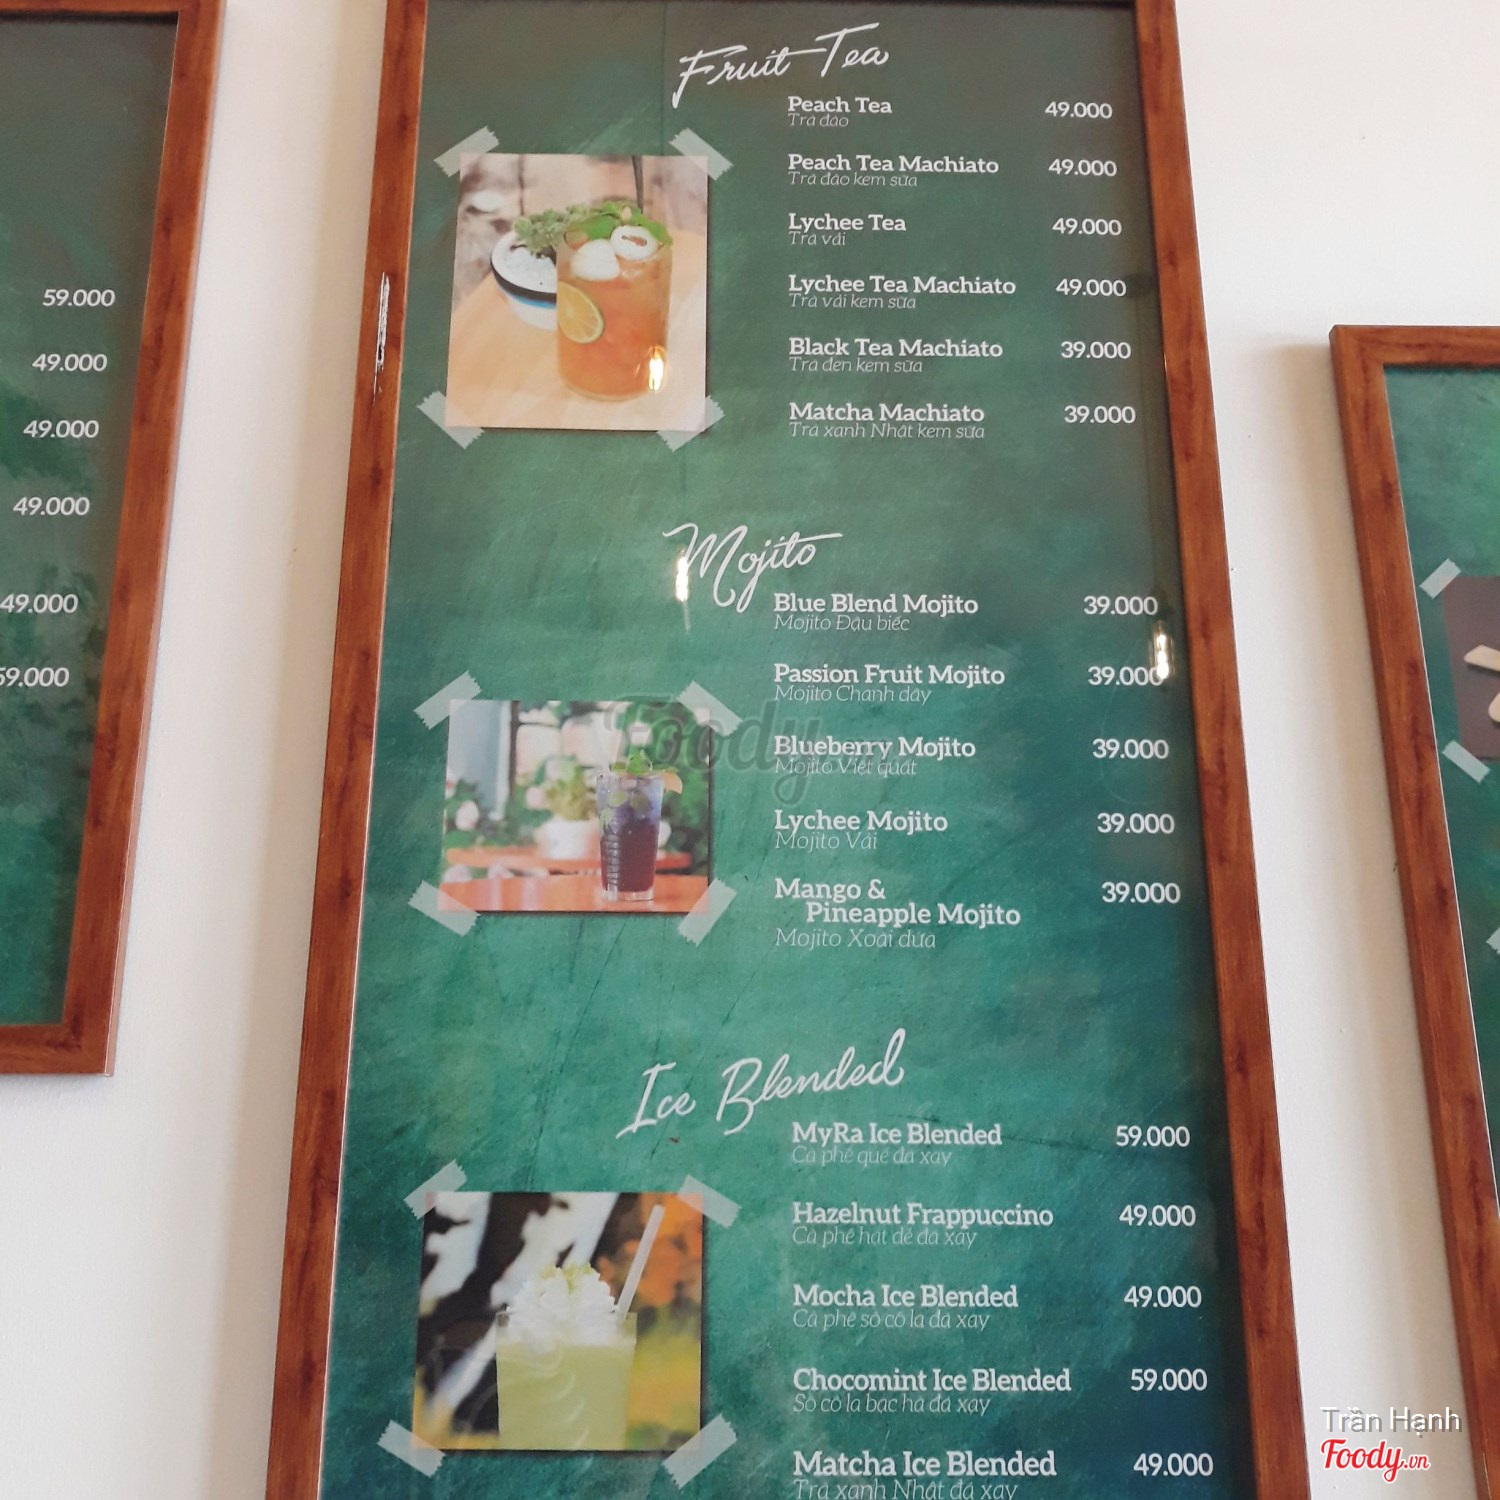 59.000
49.000
49.000
49.000
49.000
59.000
Fruit Tea
Peach Tea 49.000
Trà đào
Peach Tea Machiato 49.000
Trà đào kem sữa
Lychee Tea 49.000
Trà vải
Lychee Tea Machiato 49.000
Trà vải kem sữa
Black Tea Machiato 39.000
Trà đen kem sữa
Matcha Machiato 39.000
Trà xanh Nhật kem sữa
Mojito
Blue Blend Mojito 39.000
Mojito Đậu biếc
Passion Fruit Mojito 39.000
Mojito Chanh dây
Foody
Blueberry Mojito 39.000
Mojito Việt quất
Lychee Mojito 39.000
Mojito Vải
Mango & 39.000
Pineapple Mojito
Mojito Xoài dứa
Ice Blended
MyRa Ice Blended 59.000
Cà phê quế đá xay
Hazelnut Frappuccino 49.000
Cà phê hạt dẻ đá xay
Mocha Ice Blended 49.000
Cà phê sô cô la đá xay
Chocomint Ice Blended 59.000
Sô cô la bạc hà đá xay
Matcha Ice Blended 49.000
Trà xanh Nhật đá xay
Trần Hạnh
Foody.vn